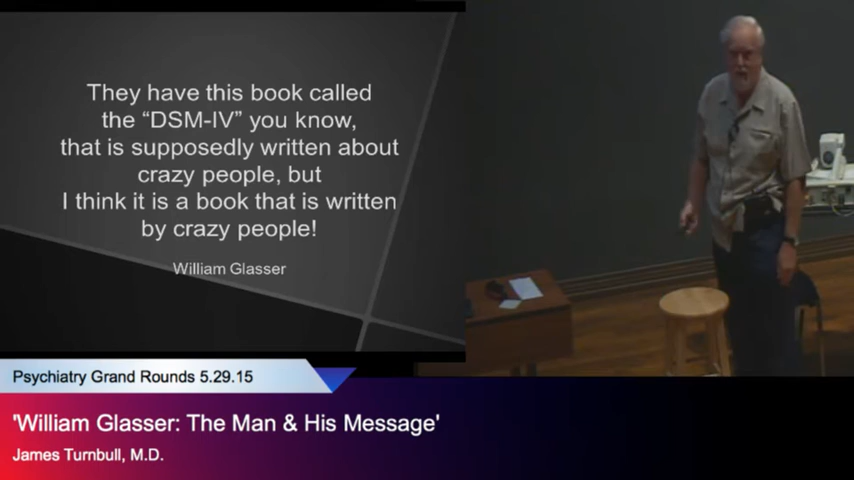 They have this book called
the “DSM-IV” you know,
that is supposedly written about
crazy people, but
I think it is a book that is written
by crazy people!
William Glasser
Psychiatry Grand Rounds 5.29.15
'William Glasser: The Man & His Message'
James Turnbull, M.D.